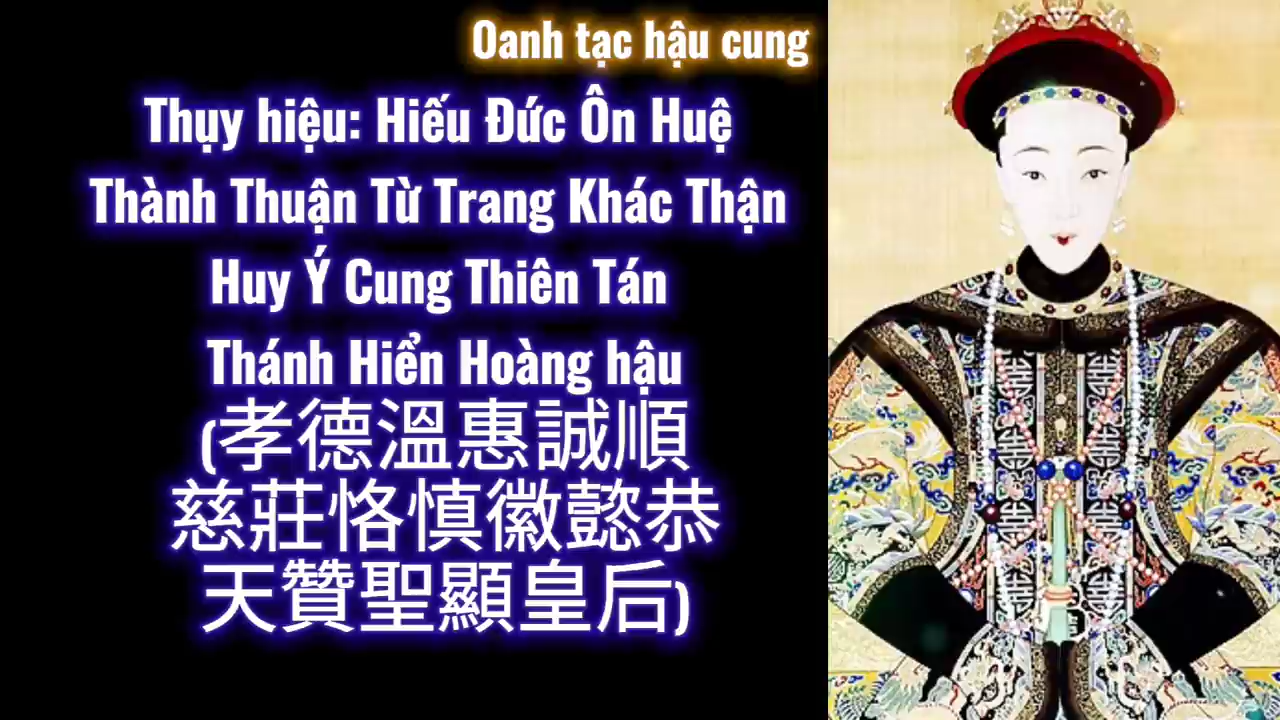 Oanh tạc hậu cung
Thụy hiệu: Hiếu Đức Ôn Huệ
Thành Thuận Từ Trang Khác Thận
Huy Ý Cung Thiên Tán
Thánh Hiển Hoàng hậu
(孝德溫惠誠順
慈莊恪慎徽懿恭
天贊聖顯皇后)